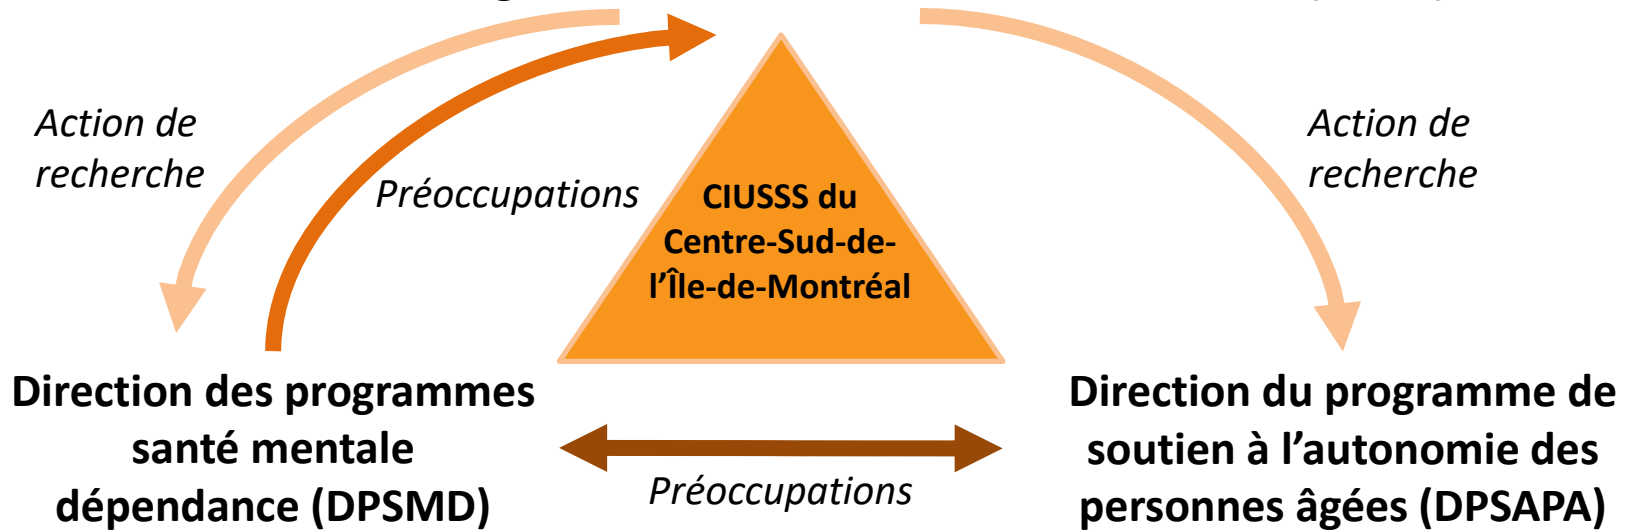 Action de
recherche
Préoccupations
CIUSSS du
Centre-Sud-de-
l'Île-de-Montréal
Action de
recherche
Direction des programmes
santé mentale
dépendance (DPSMD)
Préoccupations
Direction du programme de
soutien à l'autonomie des
personnes âgées (DPSAPA)